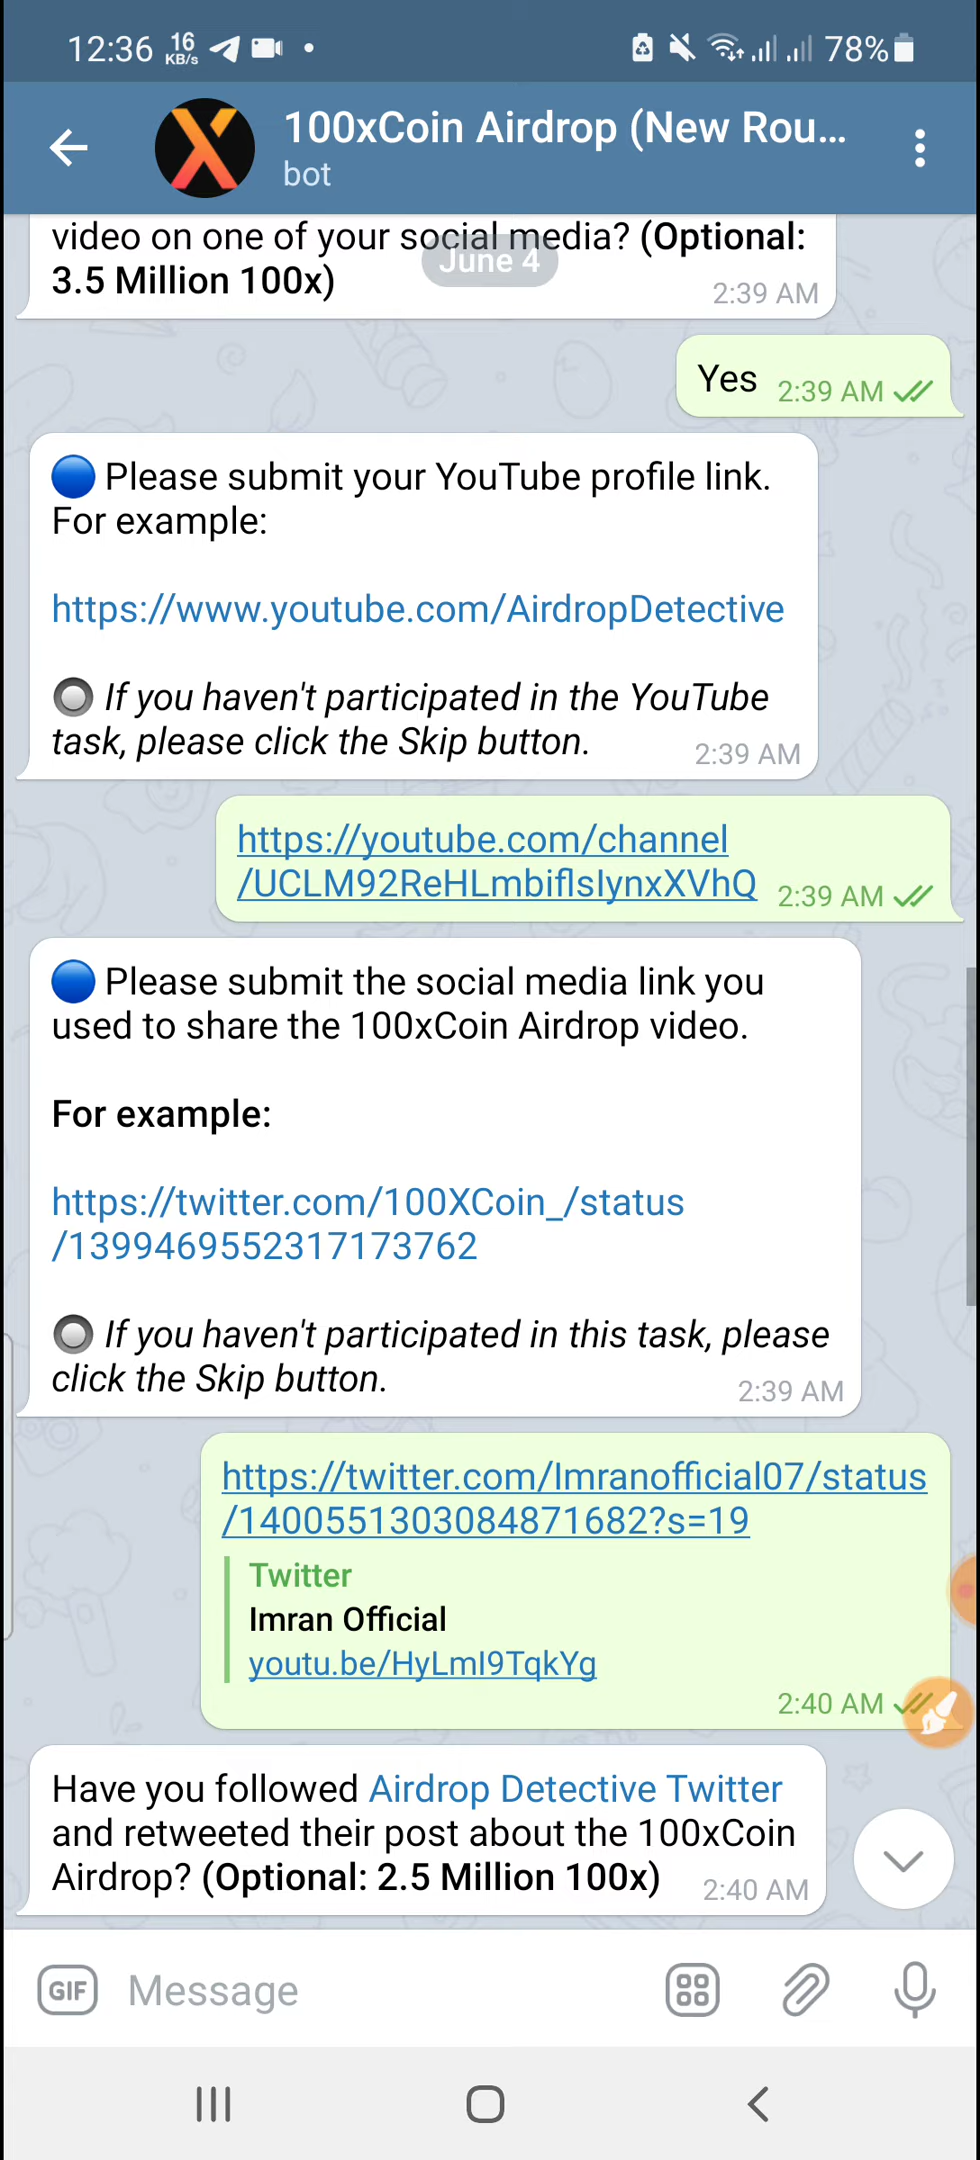 12:36 16 KB/s 78%
100xCoin Airdrop (New Rou...
bot
video on one of your social media? (Optional:
June 4
3.5 Million 100x)
2:39 AM
Yes 2:39 AM
Please submit your YouTube profile link.
For example:
https://www.youtube.com/AirdropDetective
If you haven't participated in the YouTube
task, please click the Skip button. 2:39 AM
https://youtube.com/channel
/UCLM92ReHLmbiflsIynxXVhQ 2:39 AM
Please submit the social media link you
used to share the 100xCoin Airdrop video.
For example:
https://twitter.com/100XCoin_/status
/1399469552317173762
If you haven't participated in this task, please
click the Skip button. 2:39 AM
https://twitter.com/Imranofficial07/status
/1400551303084871682?s=19
Twitter
Imran Official
youtu.be/HyLmI9TqkYg
2:40 AM
Have you followed Airdrop Detective Twitter
and retweeted their post about the 100xCoin
Airdrop? (Optional: 2.5 Million 100x) 2:40 AM
GIF Message